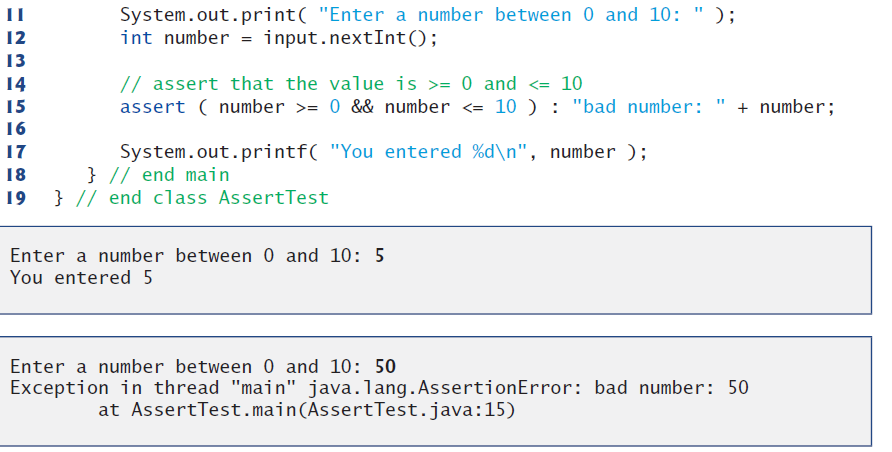 11 System.out.print( "Enter a number between 0 and 10: " );
12 int number = input.nextInt();
13
14 // assert that the value is >= 0 and <= 10
15 assert ( number >= 0 && number <= 10 ) : "bad number: " + number;
16
17 System.out.printf( "You entered %d\n", number );
18 } // end main
19 } // end class AssertTest
Enter a number between 0 and 10: 5
You entered 5
Enter a number between 0 and 10: 50
Exception in thread "main" java.lang.AssertionError: bad number: 50
at AssertTest.main(AssertTest.java:15)